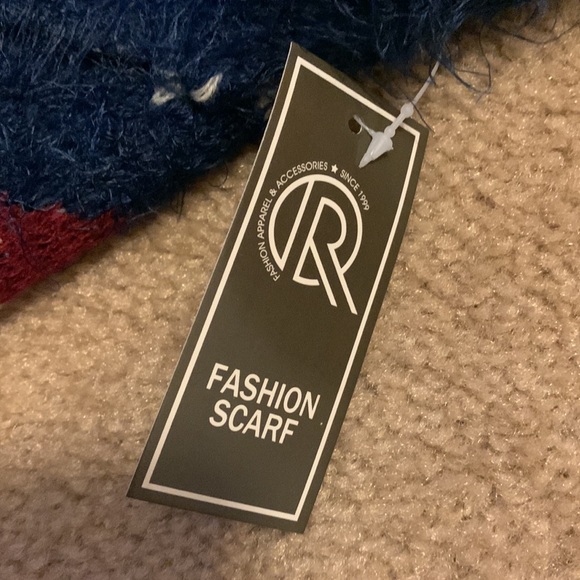 FASHION APPAREL & ACCESSORIES ★ SINCE 1999
R
FASHION
SCARF